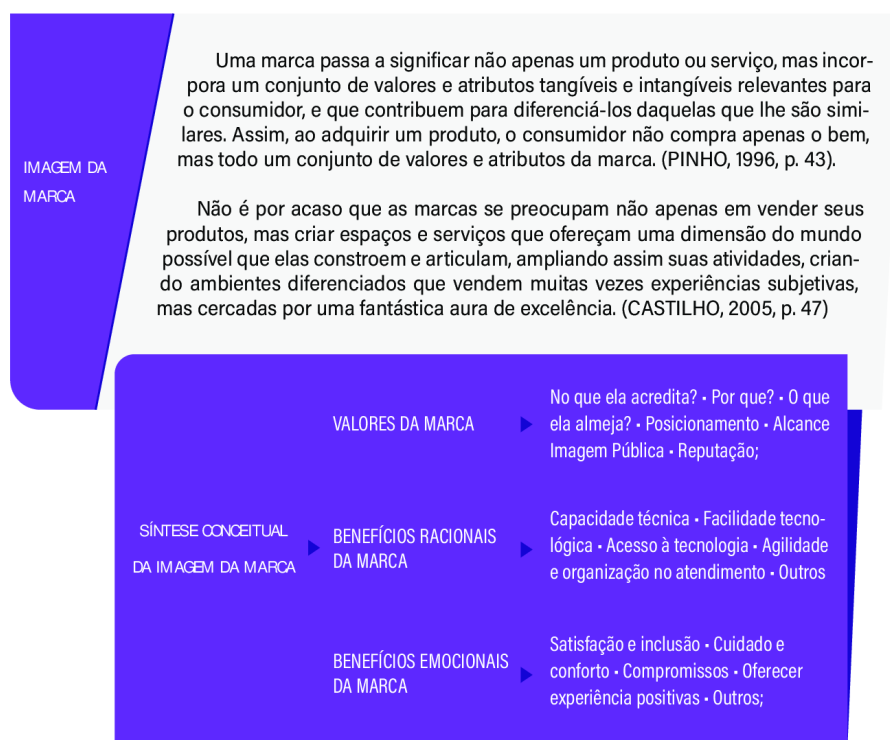 IMAGEM DA
MARCA
Uma marca passa a significar não apenas um produto ou serviço, mas incor-
pora um conjunto de valores e atributos tangíveis e intangíveis relevantes para
o consumidor, e que contribuem para diferenciá-los daquelas que lhe são simi-
lares. Assim, ao adquirir um produto, o consumidor não compra apenas o bem,
mas todo um conjunto de valores e atributos da marca. (PINHO, 1996, p. 43).
Não é por acaso que as marcas se preocupam não apenas em vender seus
produtos, mas criar espaços e serviços que ofereçam uma dimensão do mundo
possível que elas constroem e articulam, ampliando assim suas atividades, crian-
do ambientes diferenciados que vendem muitas vezes experiências subjetivas,
mas cercadas por uma fantástica aura de excelência. (CASTILHO, 2005, p. 47)
SÍNTESE CONCEITUAL
DA IMAGEM DA MARCA
VALORES DA MARCA
No que ela acredita? • Por que? • O que
ela almeja? • Posicionamento • Alcance
Imagem Pública • Reputação;
BENEFÍCIOS RACIONAIS
DA MARCA
Capacidade técnica • Facilidade tecno-
lógica • Acesso à tecnologia • Agilidade
e organização no atendimento • Outros
BENEFÍCIOS EMOCIONAIS
DA MARCA
Satisfação e inclusão • Cuidado e
conforto • Compromissos • Oferecer
experiência positivas • Outros;